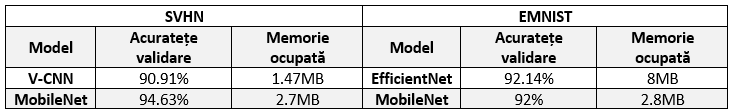 SVHN EMNIST
Model Acuratețe validare Memorie ocupată Model Acuratețe validare Memorie ocupată
V-CNN 90.91% 1.47MB EfficientNet 92.14% 8MB
MobileNet 94.63% 2.7MB MobileNet 92% 2.8MB